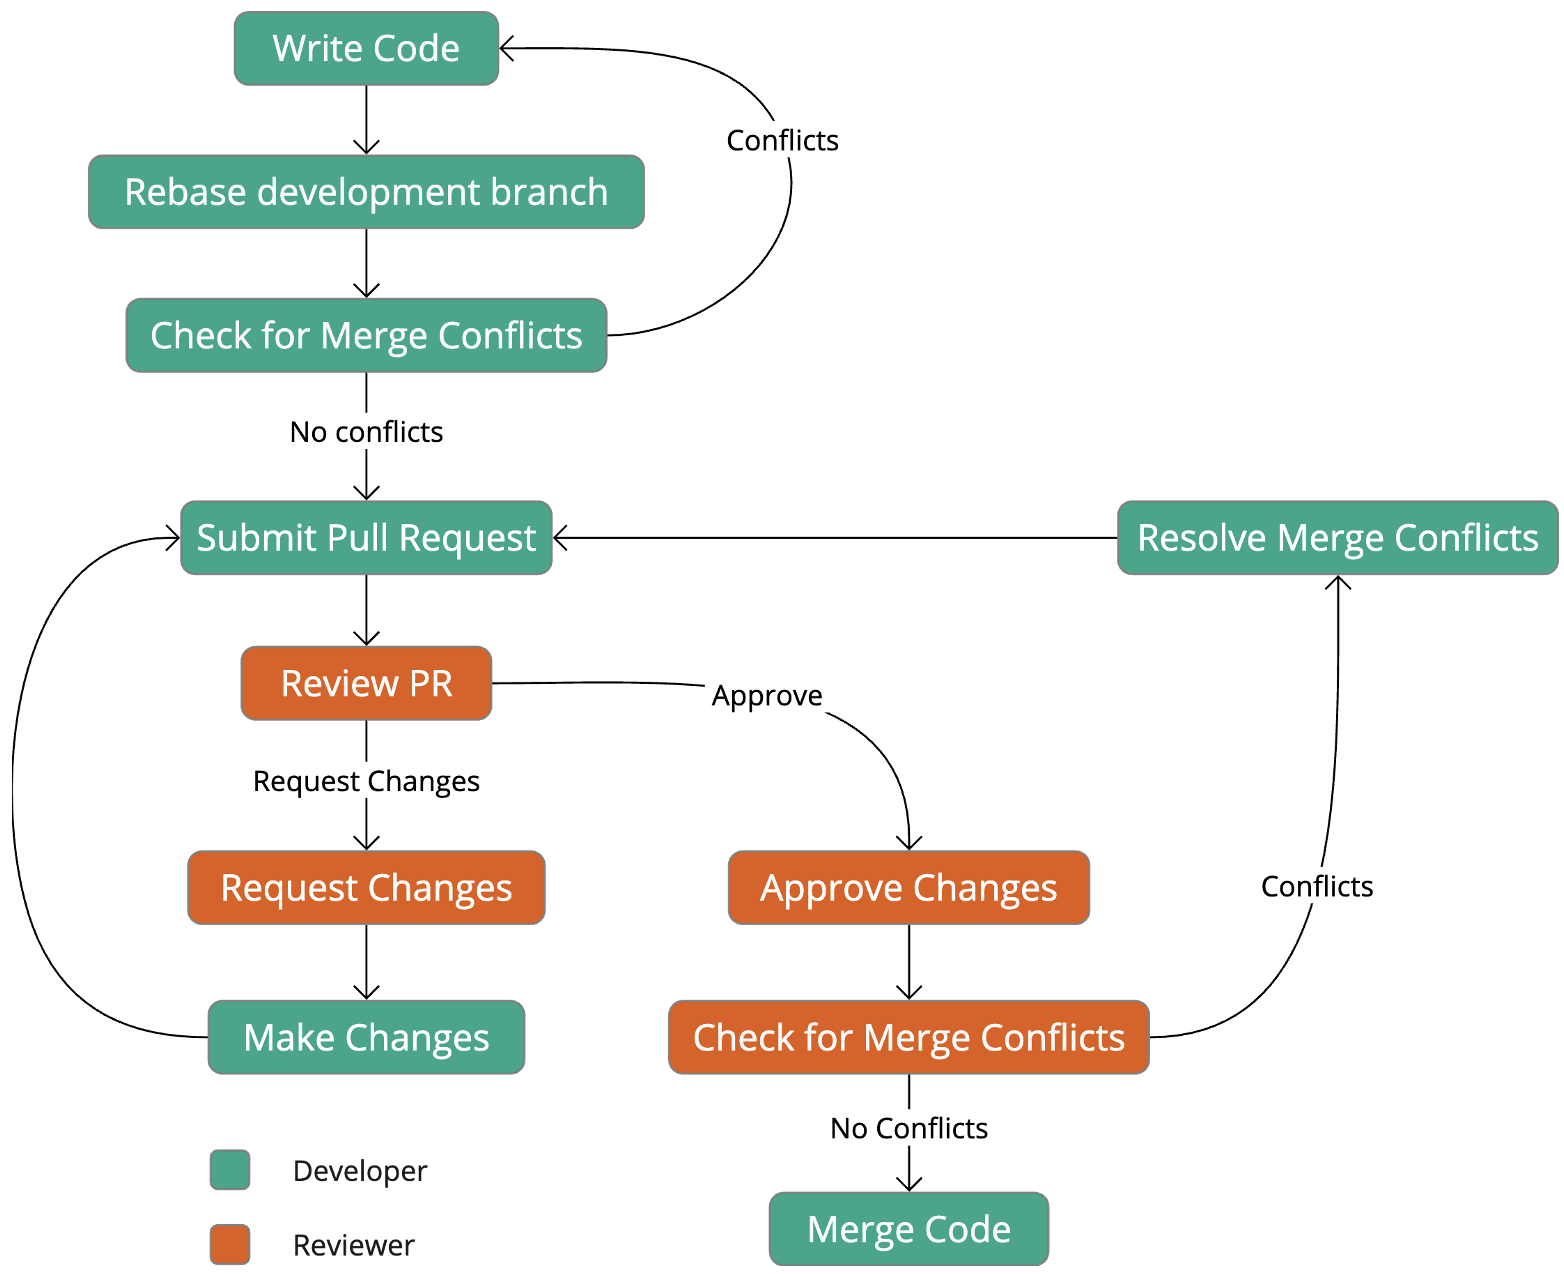 Write Code
Conflicts
Rebase development branch
Check for Merge Conflicts
No conflicts
Submit Pull Request
Resolve Merge Conflicts
Review PR
Approve
Request Changes
Request Changes
Approve Changes
Conflicts
Make Changes
Check for Merge Conflicts
No Conflicts
Developer
Merge Code
Reviewer